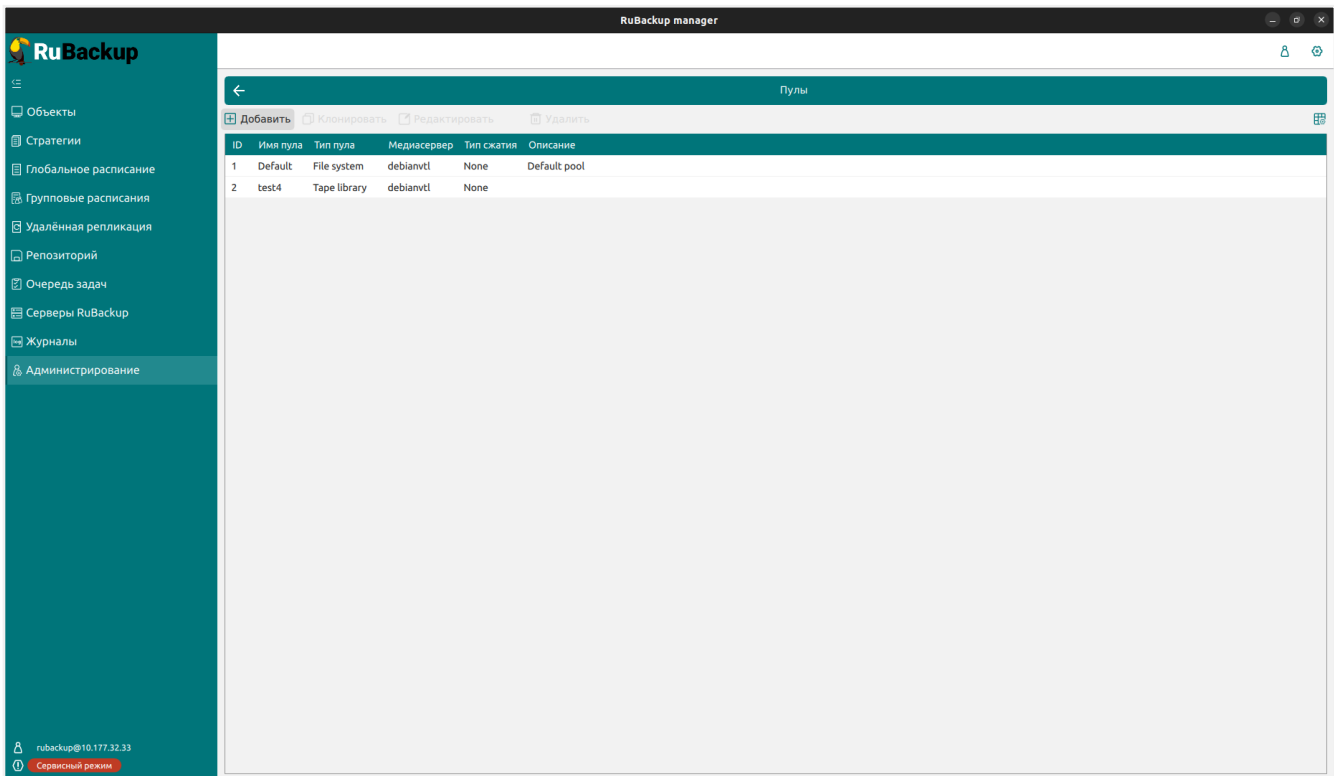 RuBackup manager
RuBackup
Объекты
Стратегии
Глобальное расписание
Групповые расписания
Удалённая репликация
Репозиторий
Очередь задач
Серверы RuBackup
Журналы
Администрирование
rubackup@10.177.32.33
Сервисный режим
Пулы
Добавить Клонировать Редактировать Удалить
ID Имя пула Тип пула Медиасервер Тип сжатия Описание
1 Default File system debianvtl None Default pool
2 test4 Tape library debianvtl None